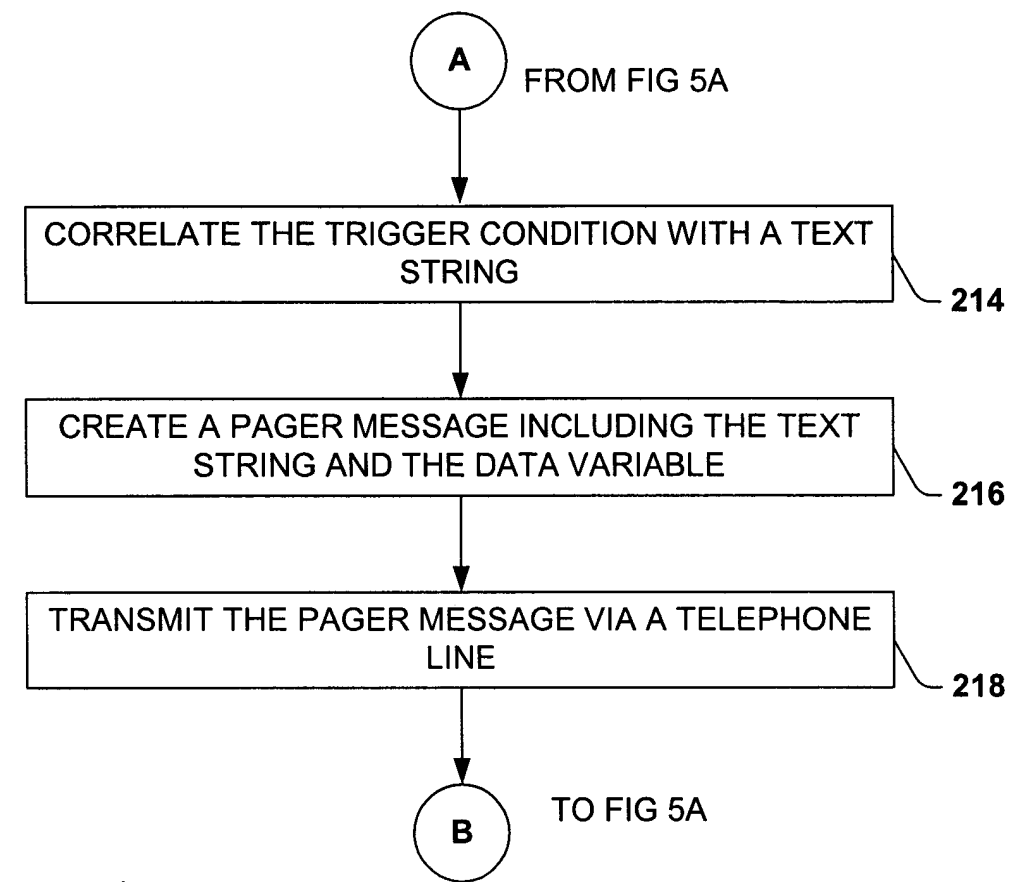 A
FROM FIG 5A
CORRELATE THE TRIGGER CONDITION WITH A TEXT
STRING
214
CREATE A PAGER MESSAGE INCLUDING THE TEXT
STRING AND THE DATA VARIABLE
216
TRANSMIT THE PAGER MESSAGE VIA A TELEPHONE
LINE
218
B
TO FIG 5A